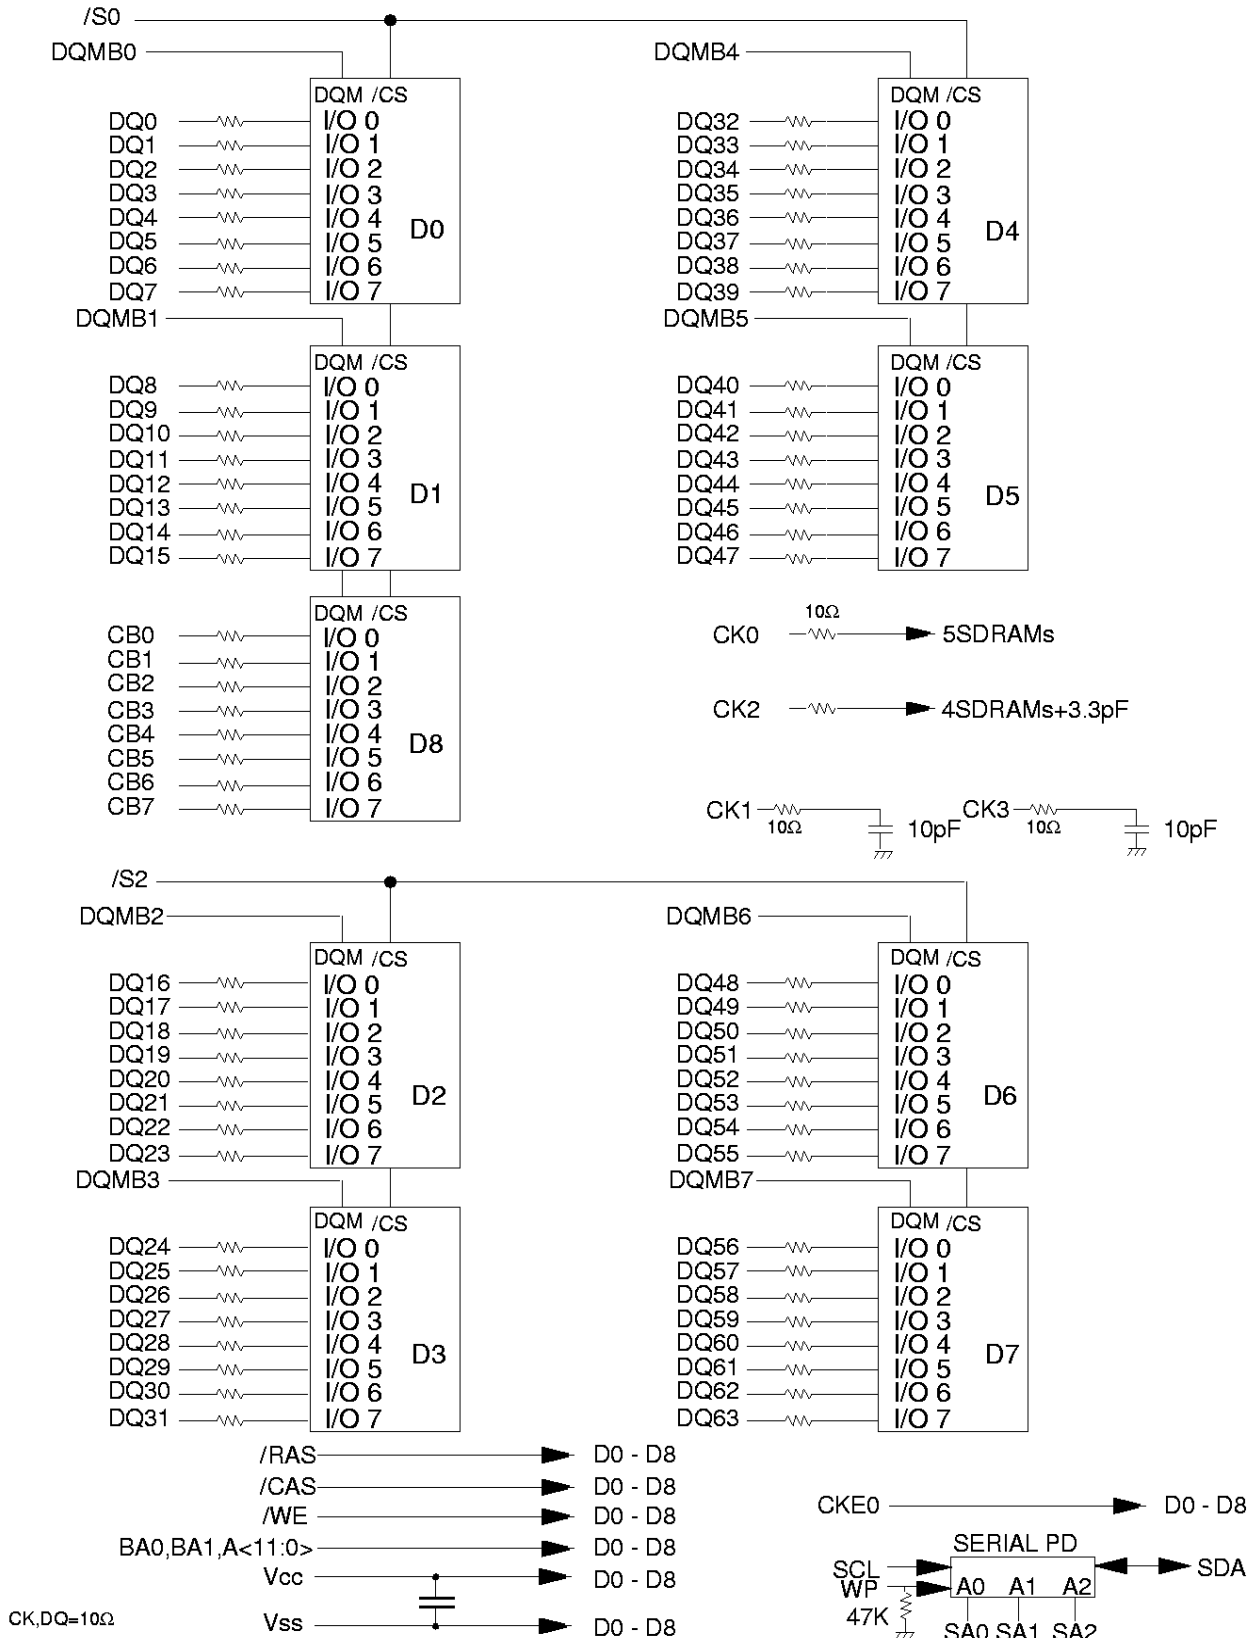 /S0
DQMB0
DQM /CS
DQ0 I/O 0
DQ1 I/O 1
DQ2 I/O 2
DQ3 I/O 3
DQ4 I/O 4
DQ5 I/O 5
DQ6 I/O 6
DQ7 I/O 7
D0
DQMB1
DQM /CS
DQ8 I/O 0
DQ9 I/O 1
DQ10 I/O 2
DQ11 I/O 3
DQ12 I/O 4
DQ13 I/O 5
DQ14 I/O 6
DQ15 I/O 7
D1
DQM /CS
CB0 I/O 0
CB1 I/O 1
CB2 I/O 2
CB3 I/O 3
CB4 I/O 4
CB5 I/O 5
CB6 I/O 6
CB7 I/O 7
D8
DQMB4
DQM /CS
DQ32 I/O 0
DQ33 I/O 1
DQ34 I/O 2
DQ35 I/O 3
DQ36 I/O 4
DQ37 I/O 5
DQ38 I/O 6
DQ39 I/O 7
D4
DQMB5
DQM /CS
DQ40 I/O 0
DQ41 I/O 1
DQ42 I/O 2
DQ43 I/O 3
DQ44 I/O 4
DQ45 I/O 5
DQ46 I/O 6
DQ47 I/O 7
D5
10Ω
CK0 5SDRAMs
CK2 4SDRAMs+3.3pF
CK1 10Ω 10pF
CK3 10Ω 10pF
/S2
DQMB2
DQM /CS
DQ16 I/O 0
DQ17 I/O 1
DQ18 I/O 2
DQ19 I/O 3
DQ20 I/O 4
DQ21 I/O 5
DQ22 I/O 6
DQ23 I/O 7
D2
DQMB3
DQM /CS
DQ24 I/O 0
DQ25 I/O 1
DQ26 I/O 2
DQ27 I/O 3
DQ28 I/O 4
DQ29 I/O 5
DQ30 I/O 6
DQ31 I/O 7
D3
DQMB6
DQM /CS
DQ48 I/O 0
DQ49 I/O 1
DQ50 I/O 2
DQ51 I/O 3
DQ52 I/O 4
DQ53 I/O 5
DQ54 I/O 6
DQ55 I/O 7
D6
DQMB7
DQM /CS
DQ56 I/O 0
DQ57 I/O 1
DQ58 I/O 2
DQ59 I/O 3
DQ60 I/O 4
DQ61 I/O 5
DQ62 I/O 6
DQ63 I/O 7
D7
/RAS D0 - D8
/CAS D0 - D8
/WE D0 - D8
BA0,BA1,A<11:0> D0 - D8
Vcc D0 - D8
Vss D0 - D8
CK,DQ=10Ω
CKE0 D0 - D8
SERIAL PD
SCL SDA
WP A0 A1 A2
47K
SA0 SA1 SA2